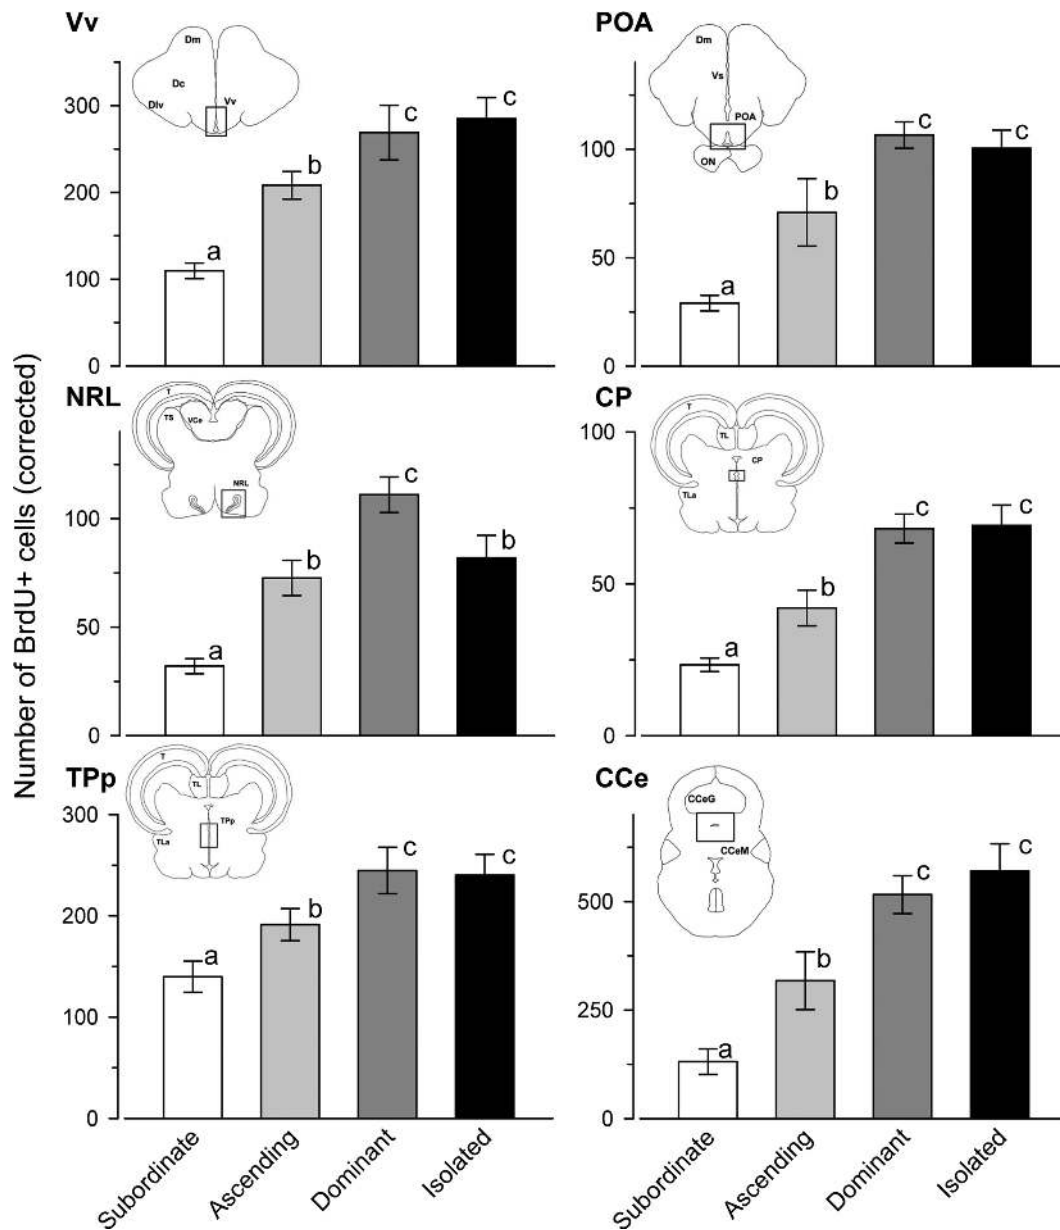 Number of BrdU+ cells (corrected)
Vv
Dm
Dc
Dlv
Vv
300
200
100
0
a
b
c
c
POA
Dm
Vs
POA
ON
100
50
0
a
b
c
c
NRL
T
TS
VCe
NRL
100
50
0
a
b
c
b
CP
T
TL
CP
TLa
100
50
0
a
b
c
c
TPp
T
TL
TPp
TLa
300
200
100
0
a
b
c
c
CCe
CCeG
CCeM
500
250
0
a
b
c
c
Subordinate
Ascending
Dominant
Isolated
Subordinate
Ascending
Dominant
Isolated